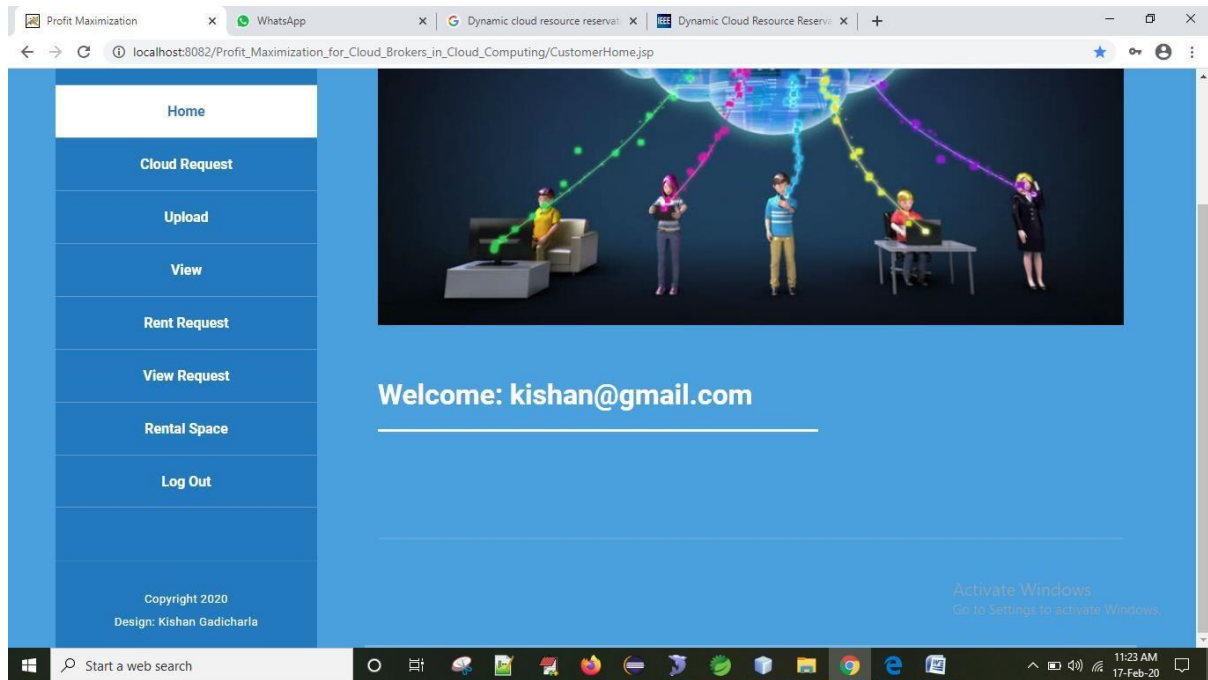 Profit Maximization
WhatsApp
Dynamic cloud resource reservati
Dynamic Cloud Resource Reserva
localhost:8082/Profit_Maximization_for_Cloud_Brokers_in_Cloud_Computing/CustomerHome.jsp
Home
Cloud Request
Upload
View
Rent Request
View Request
Rental Space
Log Out
Copyright 2020
Design: Kishan Gadicharla
Welcome: kishan@gmail.com
Activate Windows
Go to Settings to activate Windows.
Start a web search
11:23 AM
17-Feb-20